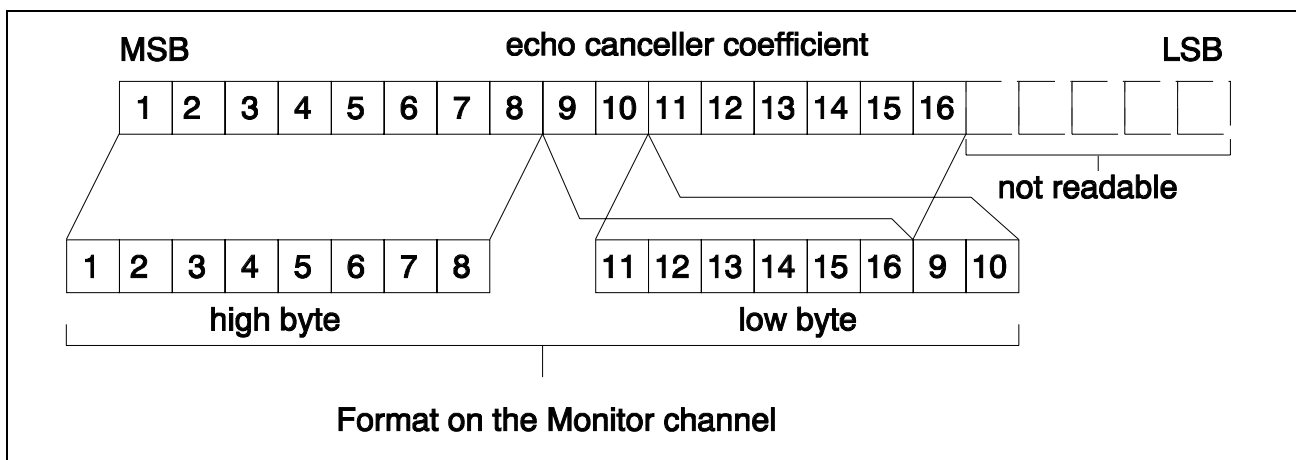 MSB echo canceller coefficient LSB
1 2 3 4 5 6 7 8 9 10 11 12 13 14 15 16
not readable
1 2 3 4 5 6 7 8 11 12 13 14 15 16 9 10
high byte low byte
Format on the Monitor channel